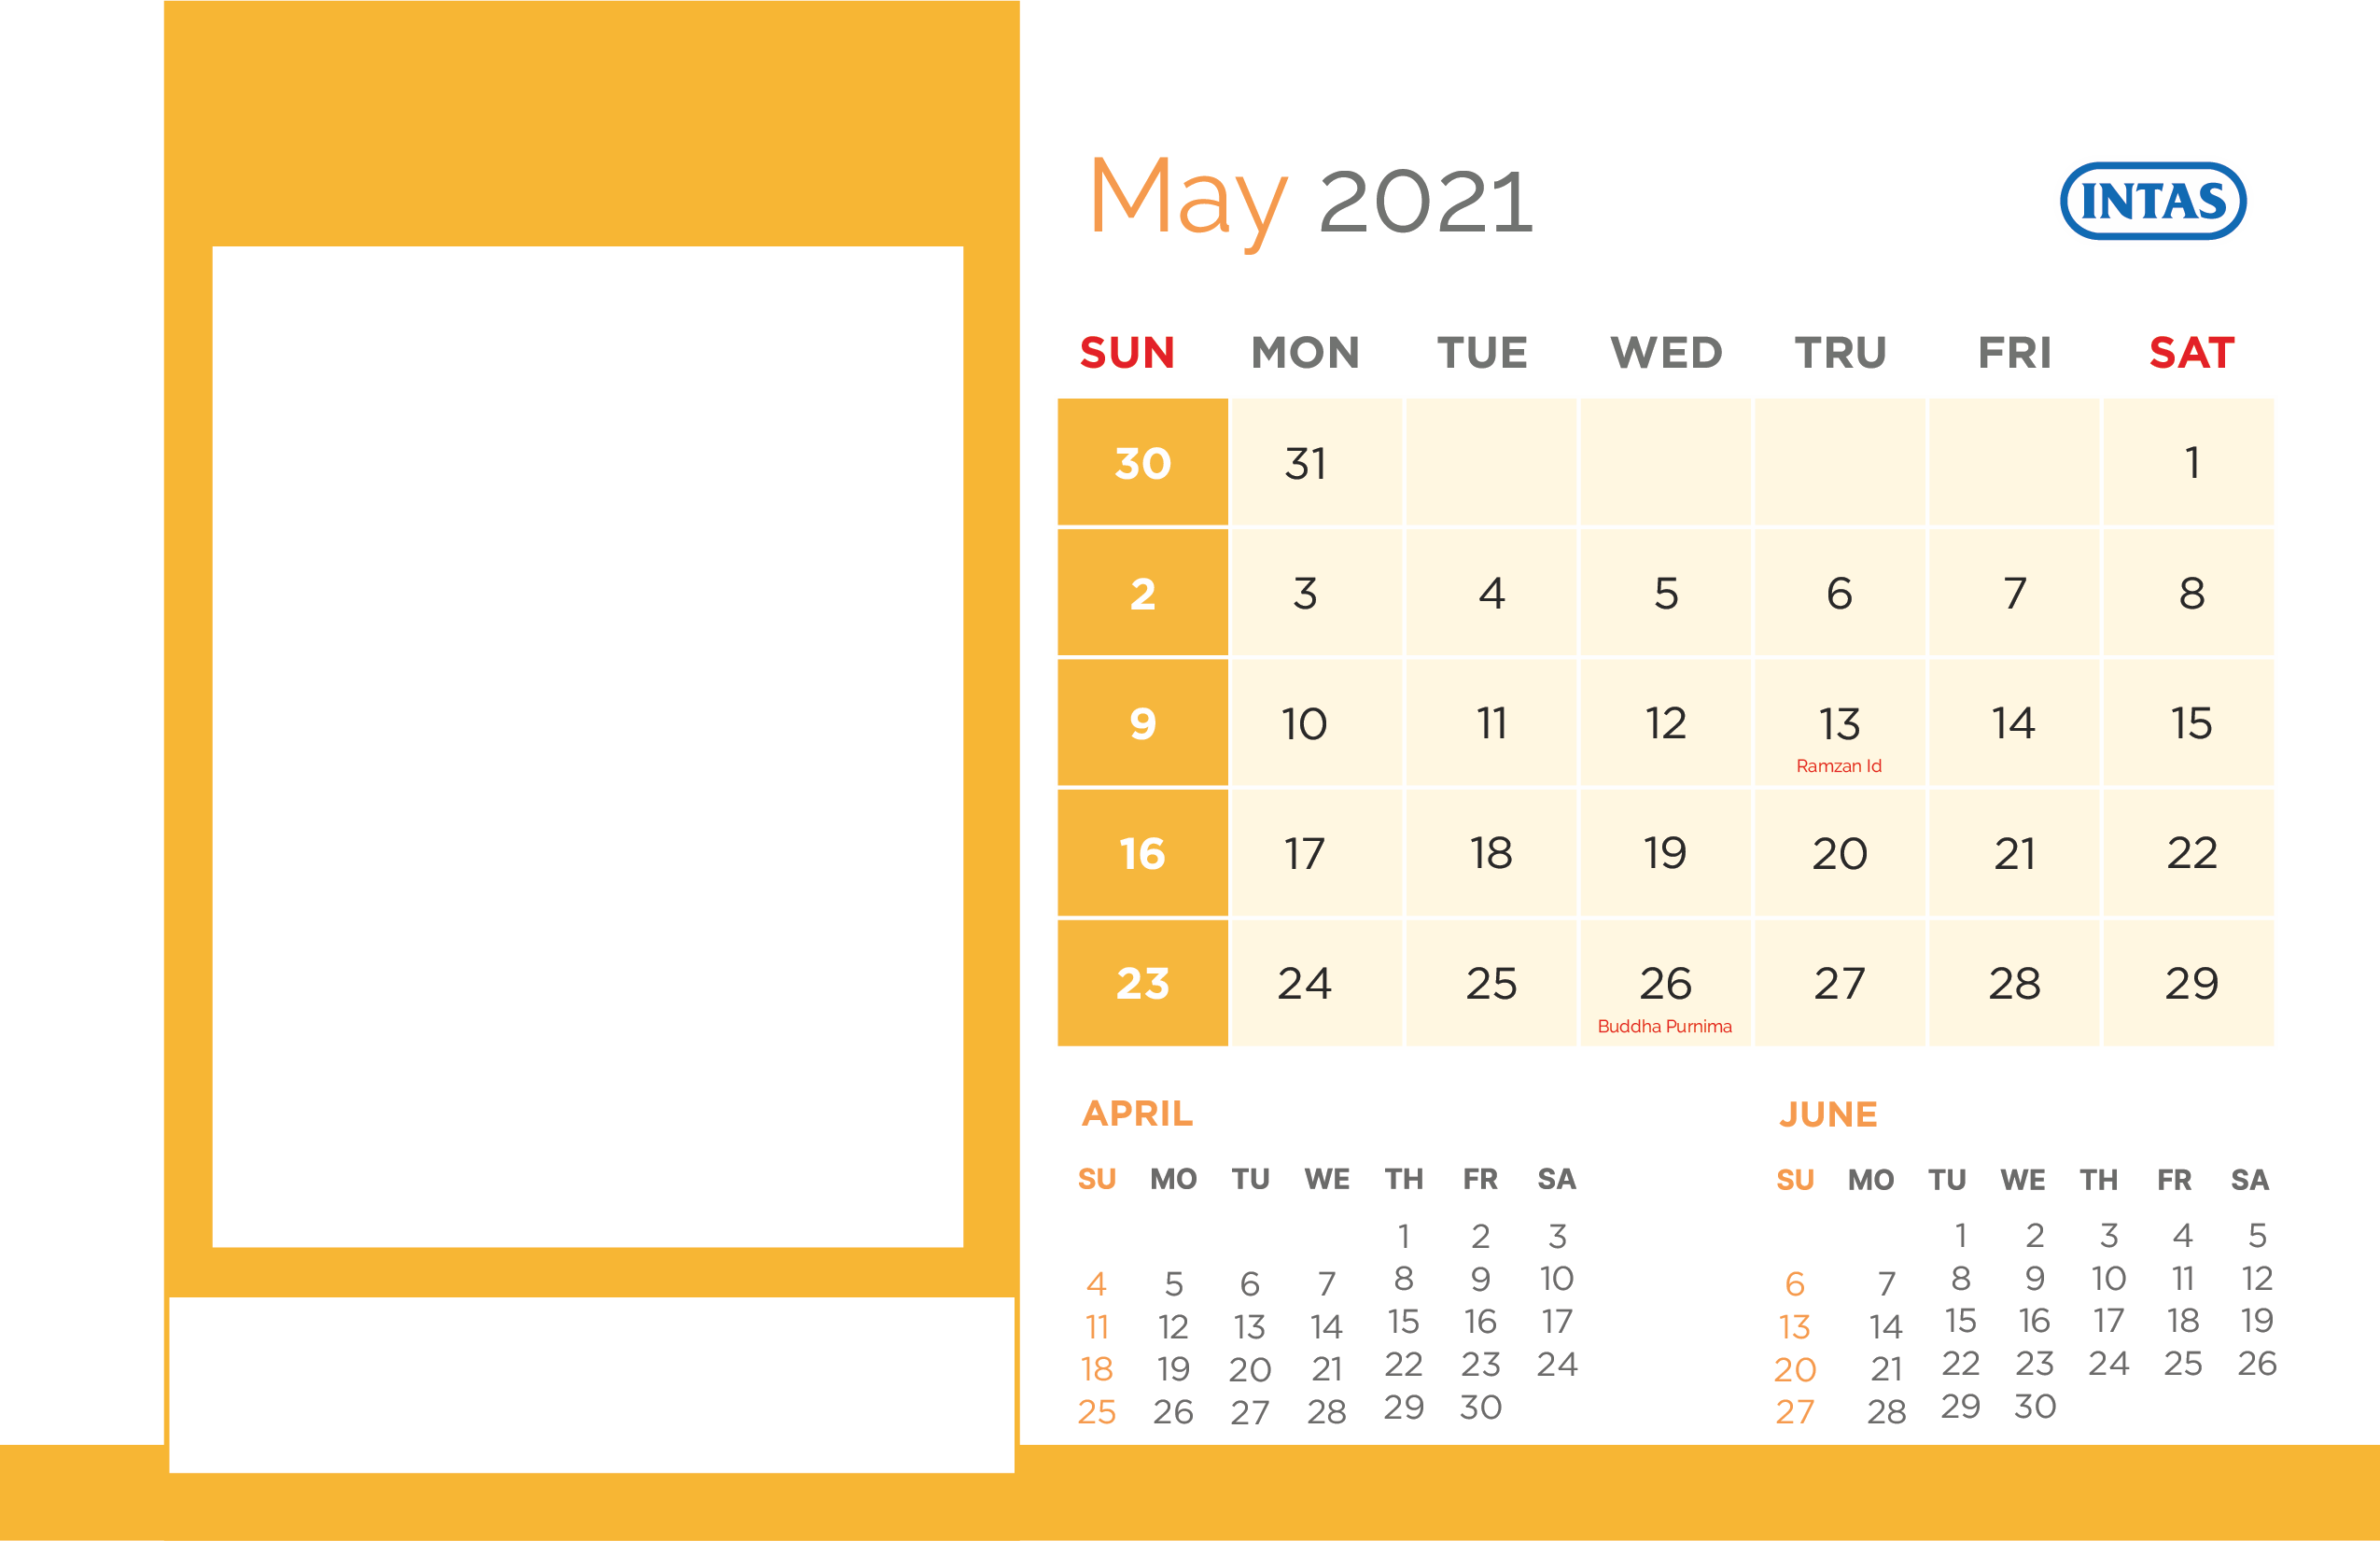 May 2021
INTAS
SUN MON TUE WED TRU FRI SAT
30 31 1
2 3 4 5 6 7 8
9 10 11 12 13 14 15
Ramzan Id
16 17 18 19 20 21 22
23 24 25 26 27 28 29
Buddha Purnima
APRIL
SU MO TU WE TH FR SA
1 2 3
4 5 6 7 8 9 10
11 12 13 14 15 16 17
18 19 20 21 22 23 24
25 26 27 28 29 30
JUNE
SU MO TU WE TH FR SA
1 2 3 4 5
6 7 8 9 10 11 12
13 14 15 16 17 18 19
20 21 22 23 24 25 26
27 28 29 30